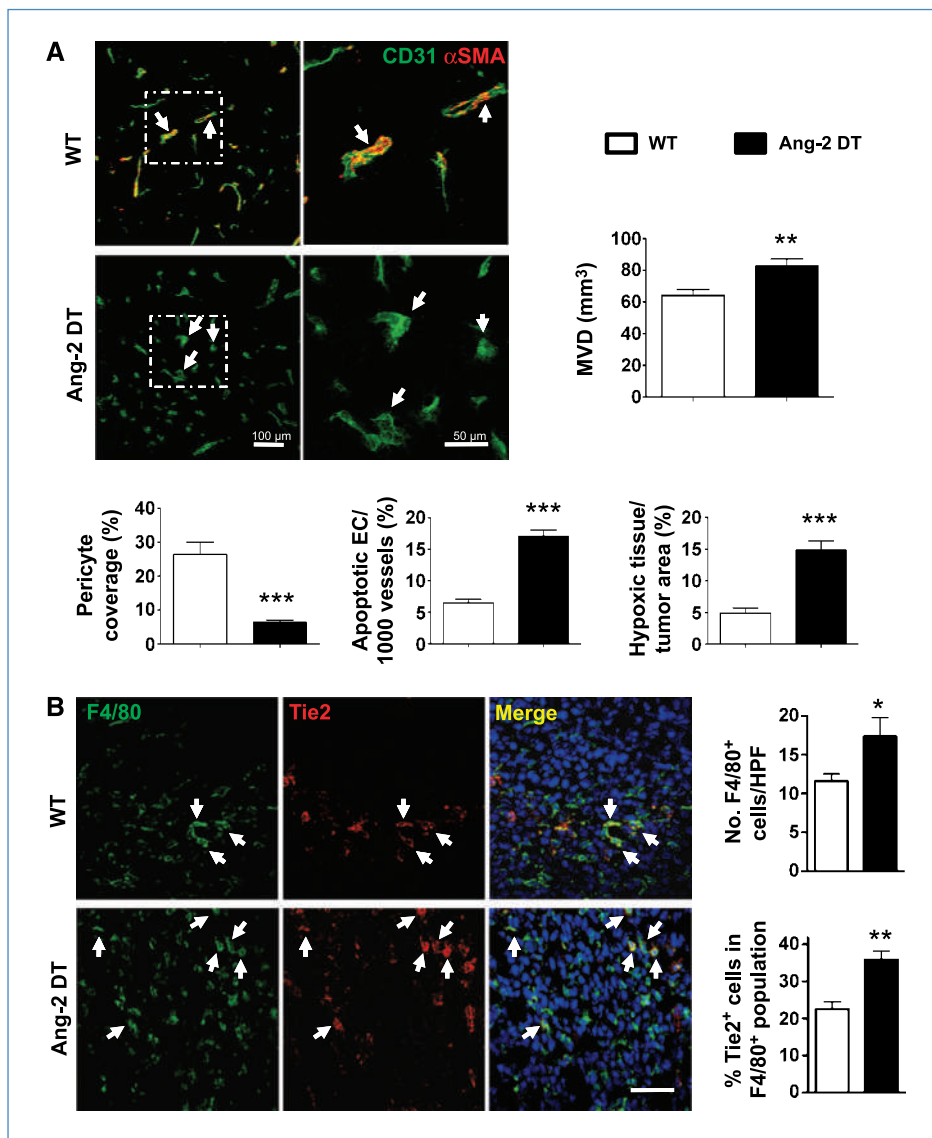 A
CD31 αSMA
WT
Ang-2 DT
100 μm
50 μm
WT
Ang-2 DT
MVD (mm³)
100
80
60
40
20
0
**
Pericyte
coverage (%)
40
30
20
10
0
***
Apoptotic EC/
1000 vessels (%)
20
15
10
5
0
***
Hypoxic tissue/
tumor area (%)
20
15
10
5
0
***
B
F4/80
Tie2
Merge
WT
Ang-2 DT
No. F4/80⁺
cells/HPF
20
15
10
5
0
*
% Tie2⁺ cells in
F4/80⁺ population
40
20
0
**